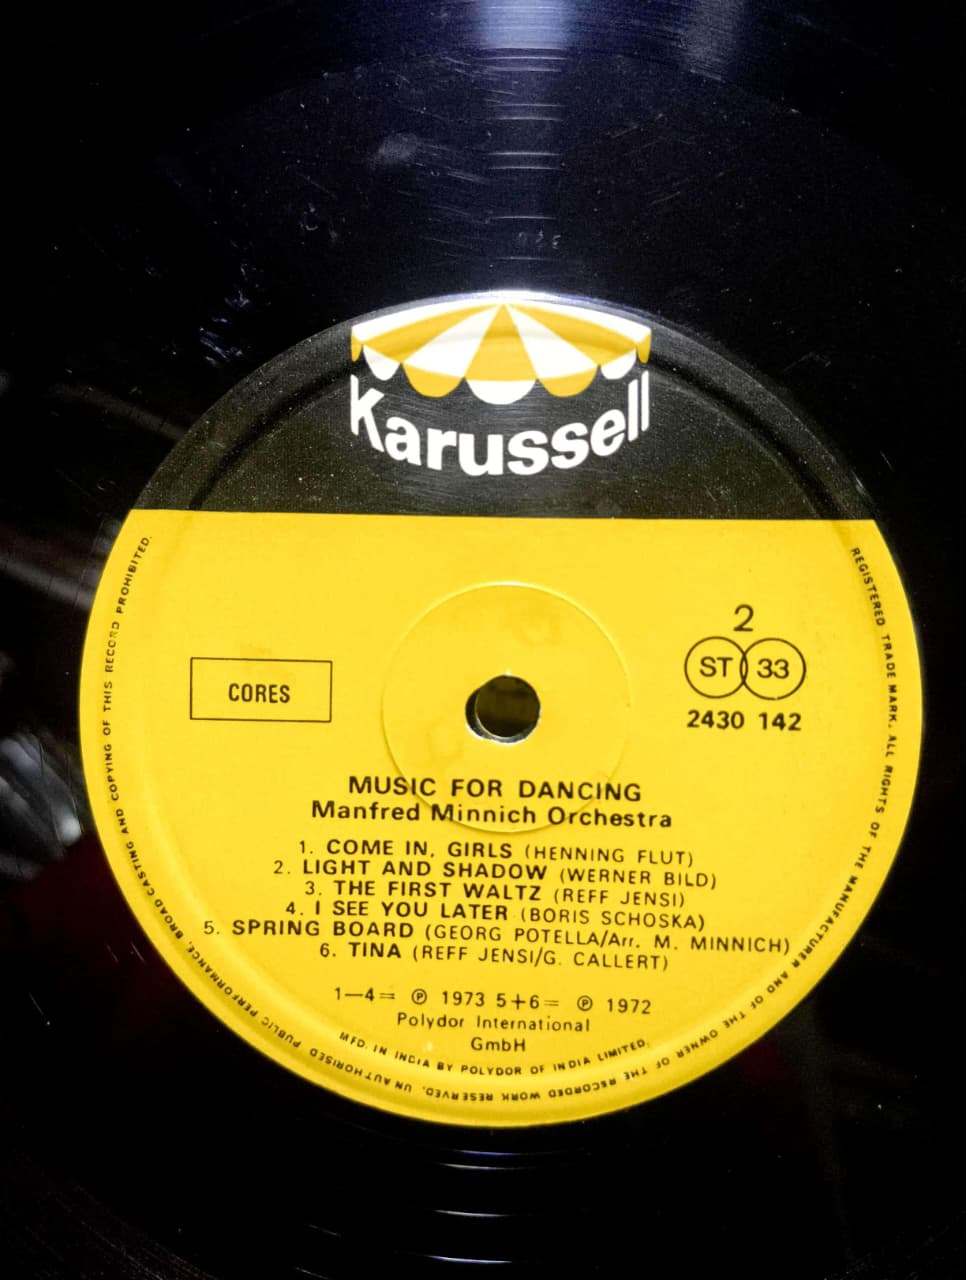 Karussell
CORES
2
ST 33
2430 142
MUSIC FOR DANCING
Manfred Minnich Orchestra
1. COME IN, GIRLS (HENNING FLUT)
2. LIGHT AND SHADOW (WERNER BILD)
3. THE FIRST WALTZ (REFF JENSI)
4. I SEE YOU LATER (BORIS SCHOSKA)
5. SPRING BOARD (GEORG POTELLA/Arr. M. MINNICH)
6. TINA (REFF JENSI/G. CALLERT)
1—4= ℗ 1973 5+6= ℗ 1972
Polydor International
GmbH
MFD. IN INDIA BY POLYDOR OF INDIA LIMITED.
REGISTERED TRADE MARK. ALL RIGHTS OF THE MANUFACTURER AND OF THE OWNER OF THE RECORDED WORK RESERVED. UNAUTHORISED PUBLIC PERFORMANCE, BROADCASTING AND COPYING OF THIS RECORD PROHIBITED.